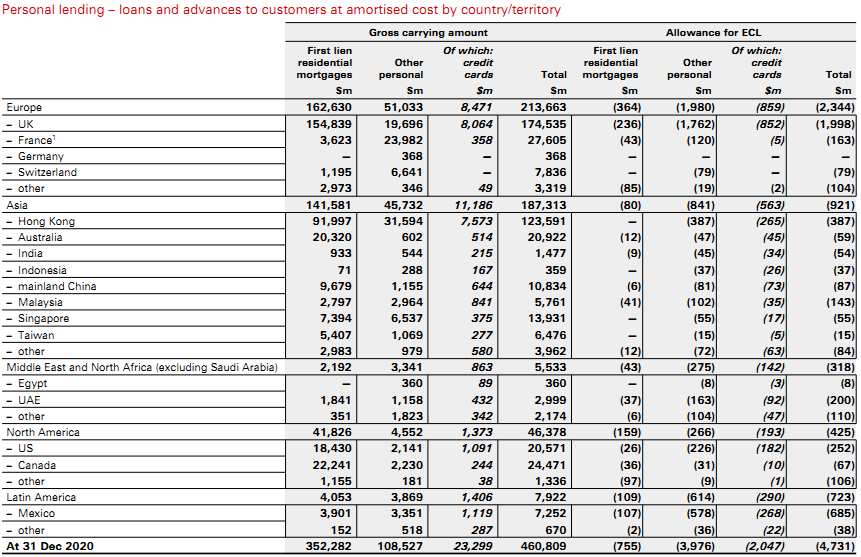 Personal lending – loans and advances to customers at amortised cost by country/territory
Gross carrying amount Allowance for ECL
First lien residential mortgages Other personal Of which: credit cards Total First lien residential mortgages Other personal Of which: credit cards Total
$m $m $m $m $m $m $m $m
Europe 162,630 51,033 8,471 213,663 (364) (1,980) (859) (2,344)
– UK 154,839 19,696 8,064 174,535 (236) (1,762) (852) (1,998)
– France¹ 3,623 23,982 358 27,605 (43) (120) (5) (163)
– Germany — 368 — 368 — — — —
– Switzerland 1,195 6,641 — 7,836 — (79) — (79)
– other 2,973 346 49 3,319 (85) (19) (2) (104)
Asia 141,581 45,732 11,186 187,313 (80) (841) (563) (921)
– Hong Kong 91,997 31,594 7,573 123,591 — (387) (265) (387)
– Australia 20,320 602 514 20,922 (12) (47) (45) (59)
– India 933 544 215 1,477 (9) (45) (34) (54)
– Indonesia 71 288 167 359 — (37) (26) (37)
– mainland China 9,679 1,155 644 10,834 (6) (81) (73) (87)
– Malaysia 2,797 2,964 841 5,761 (41) (102) (35) (143)
– Singapore 7,394 6,537 375 13,931 — (55) (17) (55)
– Taiwan 5,407 1,069 277 6,476 — (15) (5) (15)
– other 2,983 979 580 3,962 (12) (72) (63) (84)
Middle East and North Africa (excluding Saudi Arabia) 2,192 3,341 863 5,533 (43) (275) (142) (318)
– Egypt — 360 89 360 — (8) (3) (8)
– UAE 1,841 1,158 432 2,999 (37) (163) (92) (200)
– other 351 1,823 342 2,174 (6) (104) (47) (110)
North America 41,826 4,552 1,373 46,378 (159) (266) (193) (425)
– US 18,430 2,141 1,091 20,571 (26) (226) (182) (252)
– Canada 22,241 2,230 244 24,471 (36) (31) (10) (67)
– other 1,155 181 38 1,336 (97) (9) (1) (106)
Latin America 4,053 3,869 1,406 7,922 (109) (614) (290) (723)
– Mexico 3,901 3,351 1,119 7,252 (107) (578) (268) (685)
– other 152 518 287 670 (2) (36) (22) (38)
At 31 Dec 2020 352,282 108,527 23,299 460,809 (755) (3,976) (2,047) (4,731)